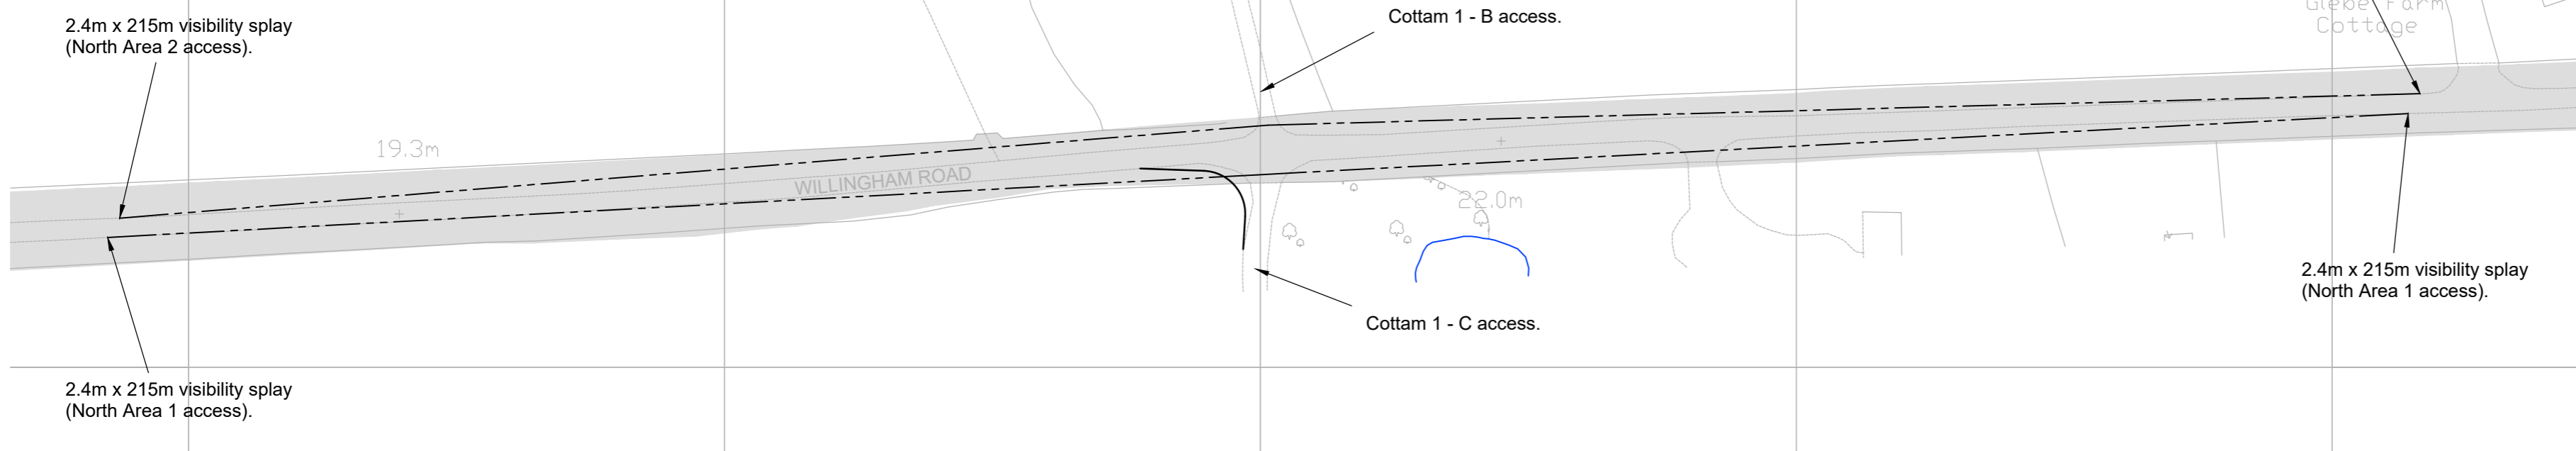 2.4m x 215m visibility splay
(North Area 2 access).
Cottam 1 - B access.
Glebe Farm
Cottage
19.3m
WILLINGHAM ROAD
22.0m
2.4m x 215m visibility splay
(North Area 1 access).
Cottam 1 - C access.
2.4m x 215m visibility splay
(North Area 1 access).